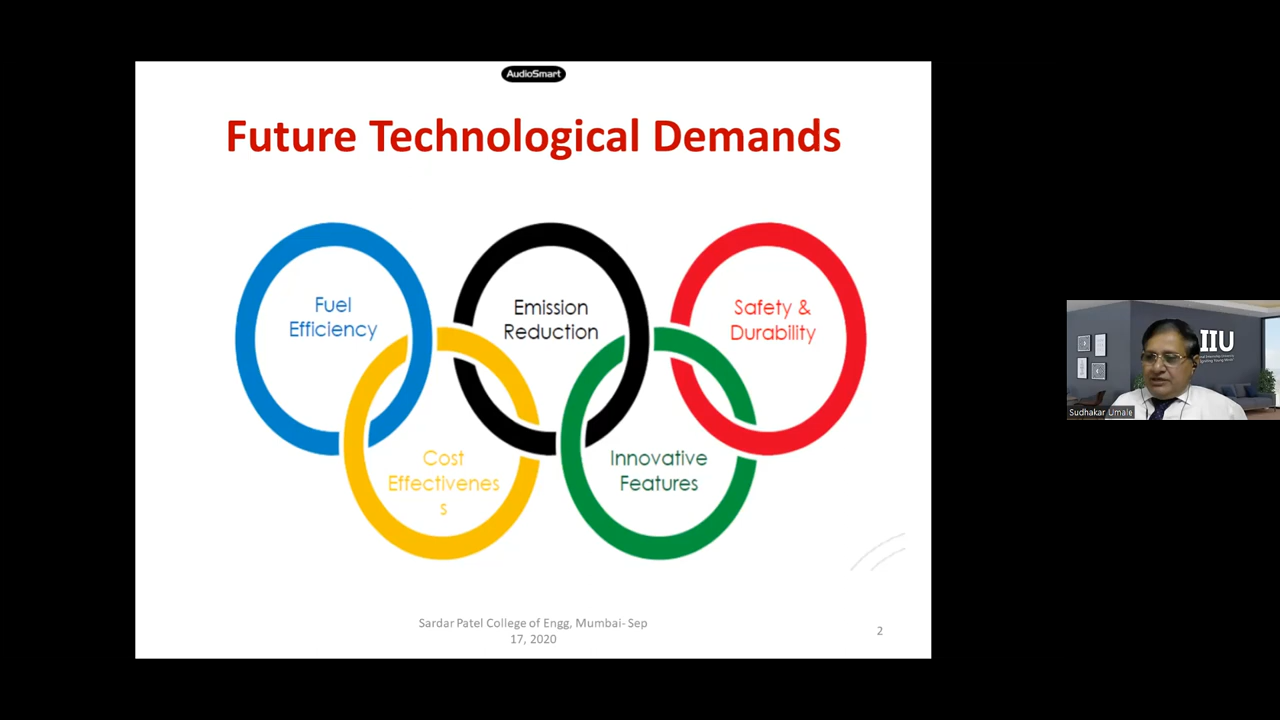 AudioSmart
Future Technological Demands
Fuel
Efficiency
Emission
Reduction
Safety &
Durability
Cost
Effectivenes
s
Innovative
Features
Sardar Patel College of Engg, Mumbai- Sep
17, 2020
2
IIU
Sudhakar Umale